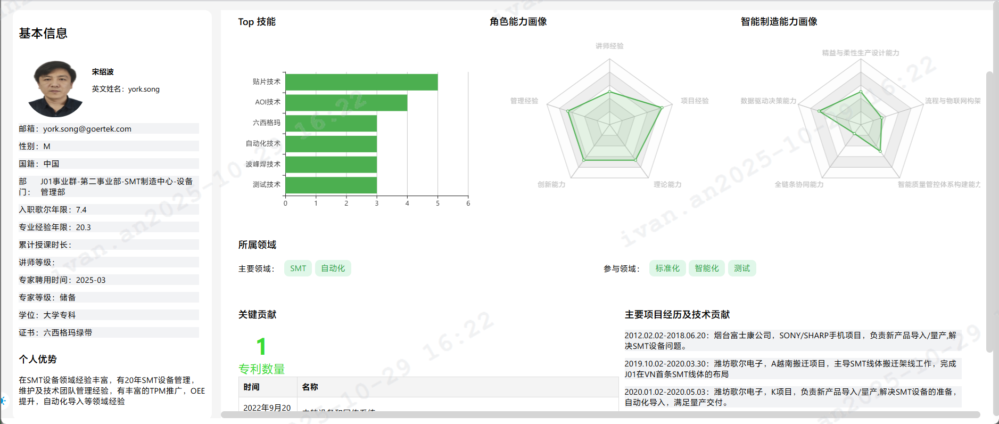 基本信息
宋绍波
英文姓名：york.song
邮箱：york.song@goertek.com
性别：M
国籍：中国
部门：J01事业群-第二事业部-SMT制造中心-设备
管理部
入职歌尔年限：7.4
专业经验年限：20.3
累计授课时长：
讲师等级：
专家聘用时间：2025-03
专家等级：储备
学位：大学专科
证书：六西格玛绿带
个人优势
在SMT设备领域经验丰富，有20年SMT设备管理，
维护及技术团队管理经验，有丰富的TPM推广，OEE
提升，自动化导入等领域经验
Top 技能
贴片技术
AOI技术
六西格玛
自动化技术
波峰焊技术
测试技术
0 1 2 3 4 5 6
角色能力画像
讲师经验
管理经验
项目经验
创新能力
理论能力
智能制造能力画像
精益与柔性生产设计能力
数据驱动决策能力
流程与物联网构架
全链条协同能力
智能质量管控体系构建能力
所属领域
主要领域： SMT 自动化
参与领域： 标准化 智能化 测试
关键贡献
1
专利数量
时间 名称
2022年9月20
主要项目经历及技术贡献
2012.02.02-2018.06.20：烟台富士康公司，SONY/SHARP手机项目，负责新产品导入/量产,解
决SMT设备问题。
2019.10.02-2020.03.30：潍坊歌尔电子，A越南搬迁项目，主导SMT线体搬迁架线工作，完成
J01在VN首条SMT线体的布局
2020.01.02-2020.05.03：潍坊歌尔电子，K项目，负责新产品导入/量产,解决SMT设备的准备，
自动化导入，满足量产交付。
ivan.an2025-10-29 16:22
ivan.an2025-10-29 16:22